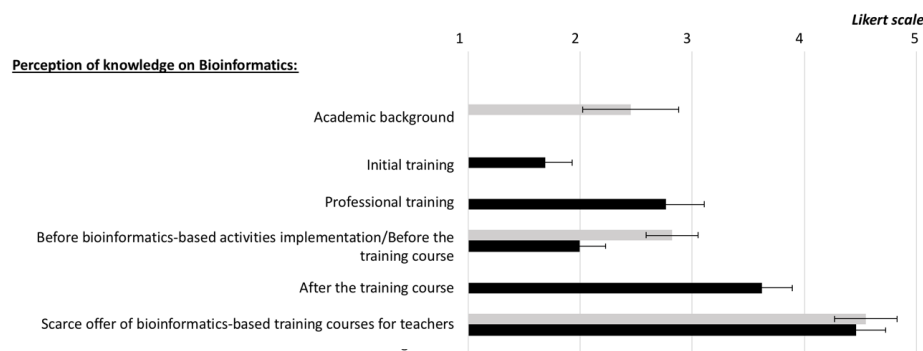 Likert scale
1 2 3 4 5
Perception of knowledge on Bioinformatics:
Academic background
Initial training
Professional training
Before bioinformatics-based activities implementation/Before the
training course
After the training course
Scarce offer of bioinformatics-based training courses for teachers